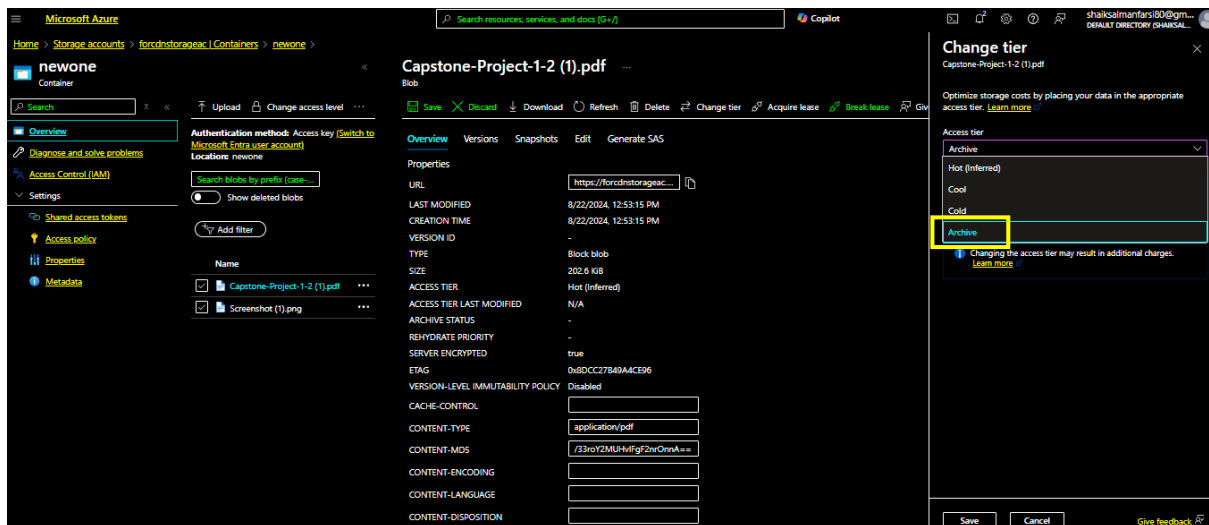 Microsoft Azure
Search resources, services, and docs (G+/)
Copilot
shaiksalmanfarsi80@gm...
DEFAULT DIRECTORY (SHAIKSAL...
Home > Storage accounts > forcdnstorageac | Containers > newone >
newone
Container
Search
Overview
Diagnose and solve problems
Access Control (IAM)
Settings
Shared access tokens
Access policy
Properties
Metadata
Upload Change access level ...
Authentication method: Access key (Switch to
Microsoft Entra user account)
Location: newone
Search blobs by prefix (case-...
Show deleted blobs
Add filter
Name
Capstone-Project-1-2 (1).pdf ...
Screenshot (1).png ...
Capstone-Project-1-2 (1).pdf ...
Blob
Save Discard Download Refresh Delete Change tier Acquire lease Break lease Giv
Overview Versions Snapshots Edit Generate SAS
Properties
URL https://forcdnstorageac....
LAST MODIFIED 8/22/2024, 12:53:15 PM
CREATION TIME 8/22/2024, 12:53:15 PM
VERSION ID -
TYPE Block blob
SIZE 202.6 KiB
ACCESS TIER Hot (Inferred)
ACCESS TIER LAST MODIFIED N/A
ARCHIVE STATUS -
REHYDRATE PRIORITY -
SERVER ENCRYPTED true
ETAG 0x8DCC27B49A4CE96
VERSION-LEVEL IMMUTABILITY POLICY Disabled
CACHE-CONTROL
CONTENT-TYPE application/pdf
CONTENT-MD5 /33roY2MUHvIFgF2nrOnnA==
CONTENT-ENCODING
CONTENT-LANGUAGE
CONTENT-DISPOSITION
Change tier
Capstone-Project-1-2 (1).pdf
Optimize storage costs by placing your data in the appropriate
access tier. Learn more
Access tier
Archive
Hot (Inferred)
Cool
Cold
Archive
Changing the access tier may result in additional charges.
Learn more
Save Cancel Give feedback